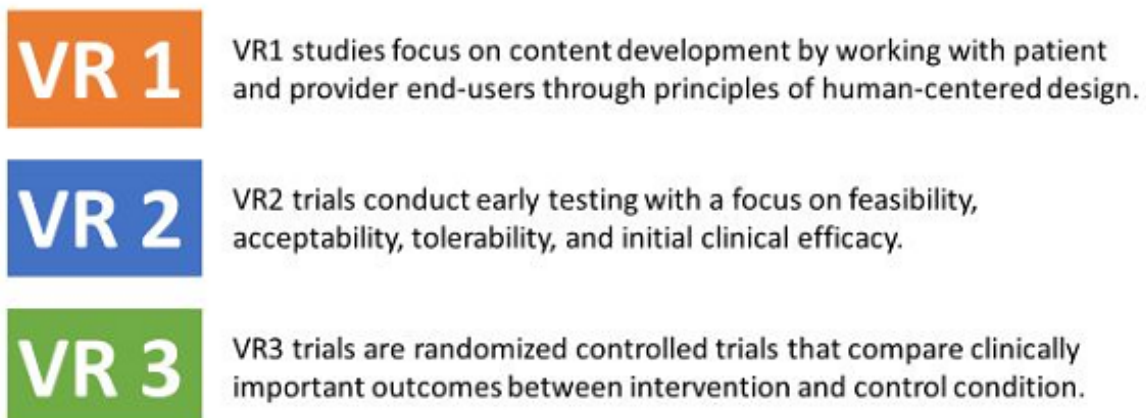 VR 1
VR1 studies focus on content development by working with patient
and provider end-users through principles of human-centered design.
VR 2
VR2 trials conduct early testing with a focus on feasibility,
acceptability, tolerability, and initial clinical efficacy.
VR 3
VR3 trials are randomized controlled trials that compare clinically
important outcomes between intervention and control condition.